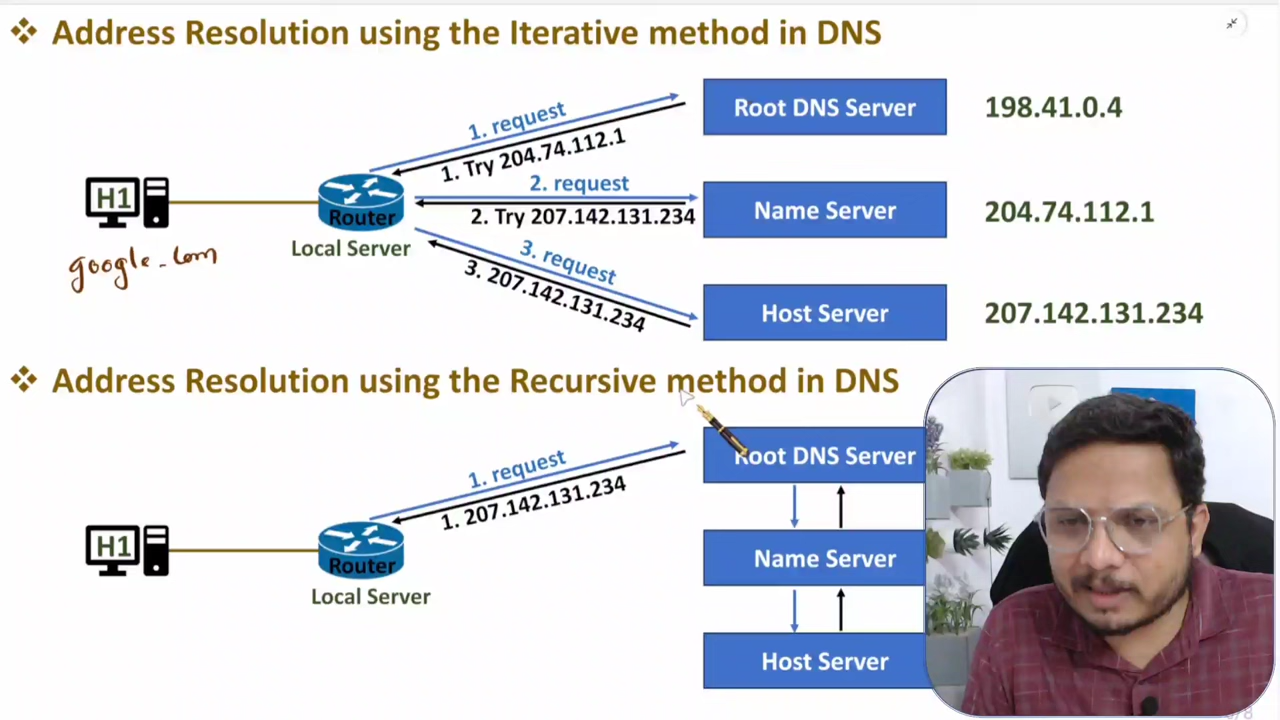 ❖ Address Resolution using the Iterative method in DNS
1. request
1. Try 204.74.112.1
Root DNS Server
198.41.0.4
H1
2. request
2. Try 207.142.131.234
Name Server
204.74.112.1
Router
Local Server
google.com
3. request
3. 207.142.131.234
Host Server
207.142.131.234
❖ Address Resolution using the Recursive method in DNS
1. request
1. 207.142.131.234
Root DNS Server
H1
Router
Local Server
Name Server
Host Server